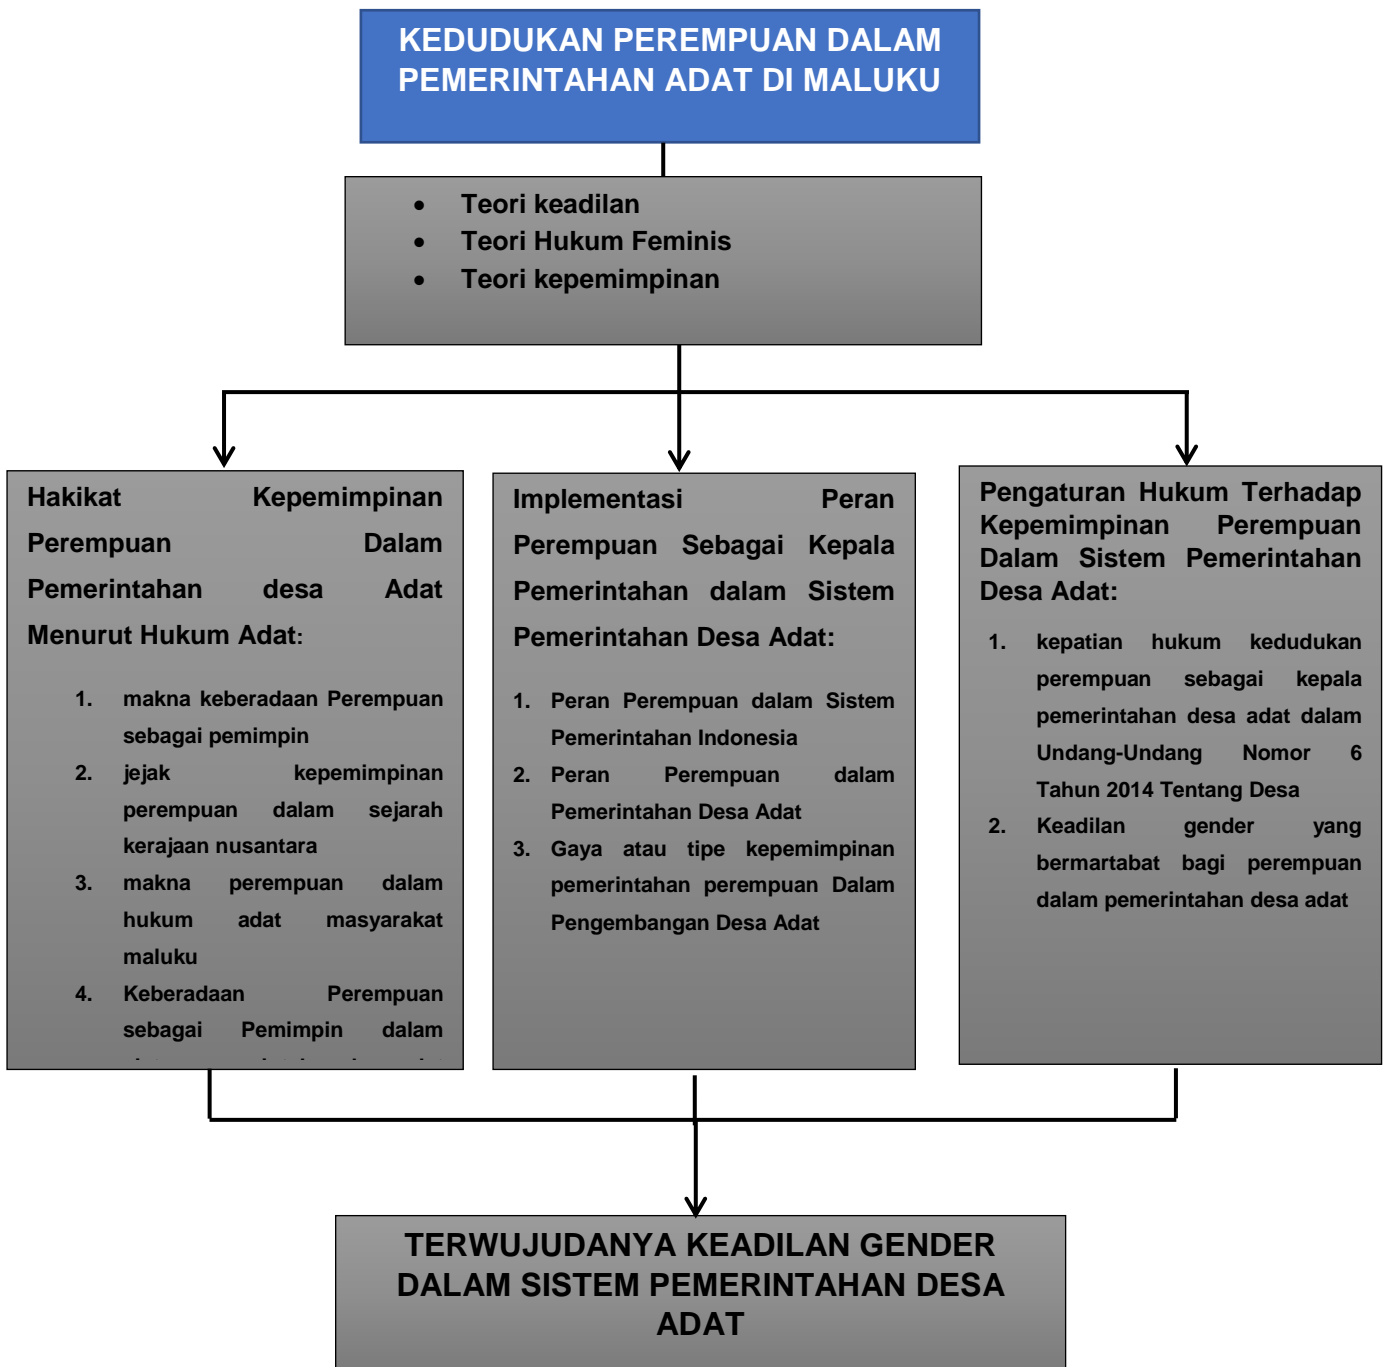 KEDUDUKAN PEREMPUAN DALAM
PEMERINTAHAN ADAT DI MALUKU
• Teori keadilan
• Teori Hukum Feminis
• Teori kepemimpinan
Hakikat Kepemimpinan
Perempuan Dalam
Pemerintahan desa Adat
Menurut Hukum Adat:
1. makna keberadaan Perempuan
sebagai pemimpin
2. jejak kepemimpinan
perempuan dalam sejarah
kerajaan nusantara
3. makna perempuan dalam
hukum adat masyarakat
maluku
4. Keberadaan Perempuan
sebagai Pemimpin dalam
Implementasi Peran
Perempuan Sebagai Kepala
Pemerintahan dalam Sistem
Pemerintahan Desa Adat:
1. Peran Perempuan dalam Sistem
Pemerintahan Indonesia
2. Peran Perempuan dalam
Pemerintahan Desa Adat
3. Gaya atau tipe kepemimpinan
pemerintahan perempuan Dalam
Pengembangan Desa Adat
Pengaturan Hukum Terhadap
Kepemimpinan Perempuan
Dalam Sistem Pemerintahan
Desa Adat:
1. kepatian hukum kedudukan
perempuan sebagai kepala
pemerintahan desa adat dalam
Undang-Undang Nomor 6
Tahun 2014 Tentang Desa
2. Keadilan gender yang
bermartabat bagi perempuan
dalam pemerintahan desa adat
TERWUJUDANYA KEADILAN GENDER
DALAM SISTEM PEMERINTAHAN DESA
ADAT